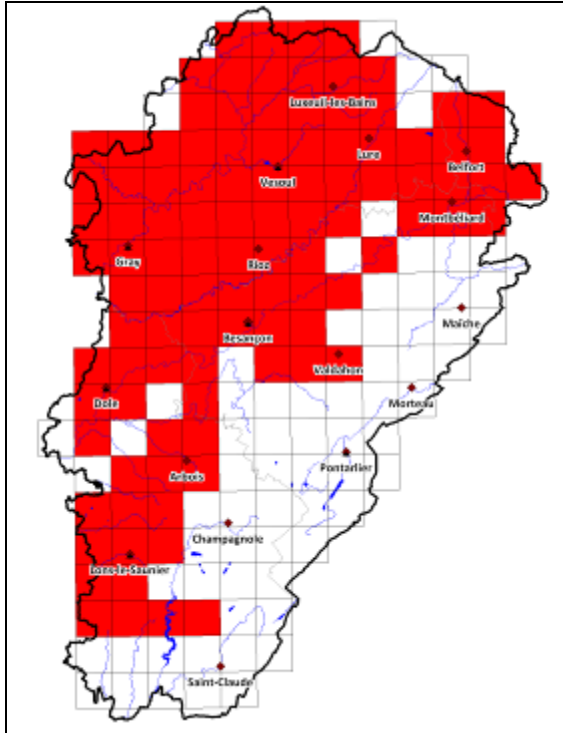 Luxeuil-les-Bains
Lure
Belfort
Vesoul
Montbéliard
Gray
Rioz
Maîche
Besançon
Valdahon
Dole
Morteau
Arbois
Pontarlier
Champagnole
Lons-le-Saunier
Saint-Claude